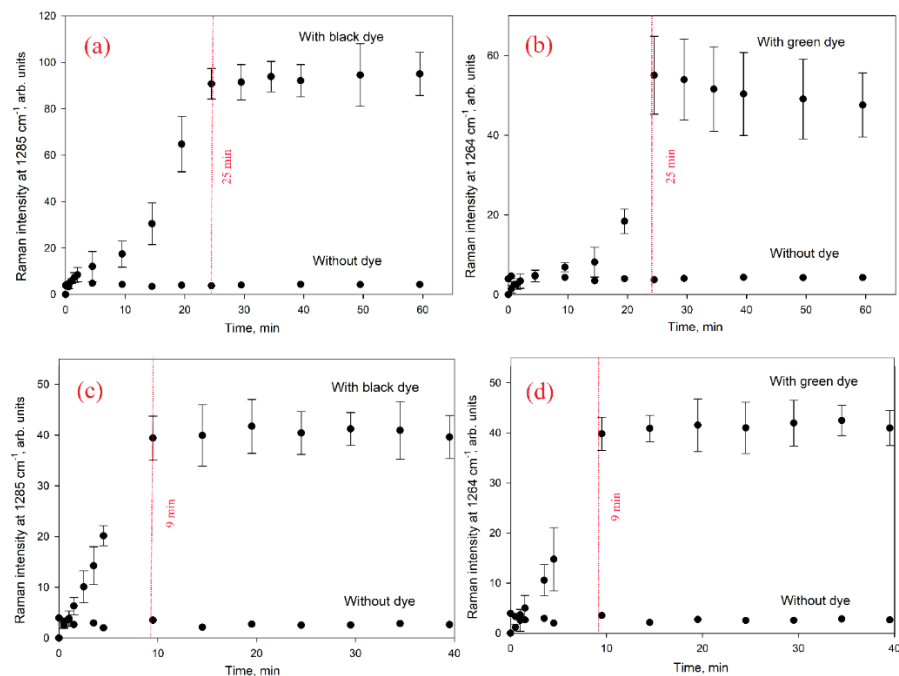 (a)
With black dye
Without dye
25 min
Raman intensity at 1285 cm⁻¹, arb. units
0
20
40
60
80
100
120
0 10 20 30 40 50 60
Time, min
(b)
With green dye
Without dye
25 min
Raman intensity at 1264 cm⁻¹, arb. units
0
20
40
60
0 10 20 30 40 50 60
Time, min
(c)
With black dye
Without dye
9 min
Raman intensity at 1285 cm⁻¹, arb. units
0
10
20
30
40
50
0 10 20 30 40
Time, min
(d)
With green dye
Without dye
9 min
Raman intensity at 1264 cm⁻¹, arb. units
0
10
20
30
40
50
0 10 20 30 40
Time, min